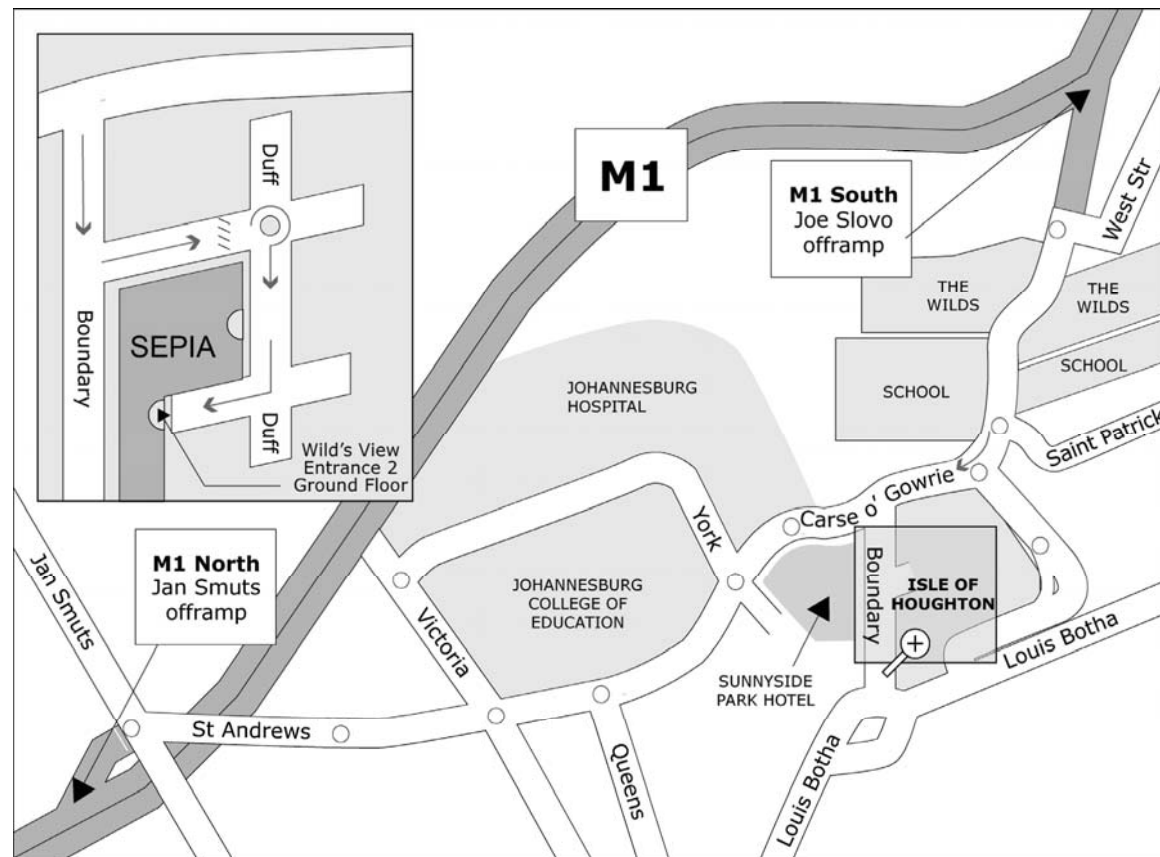 Duff
Boundary
SEPIA
Duff
Wild's View
Entrance 2
Ground Floor
M1
M1 South
Joe Slovo
offramp
West Str
THE
WILDS
THE
WILDS
SCHOOL
SCHOOL
Saint Patrick
JOHANNESBURG
HOSPITAL
Carse o' Gowrie
York
Boundary
ISLE OF
HOUGHTON
Louis Botha
JOHANNESBURG
COLLEGE OF
EDUCATION
SUNNYSIDE
PARK HOTEL
M1 North
Jan Smuts
offramp
Jan Smuts
Victoria
St Andrews
Queens
Louis Botha